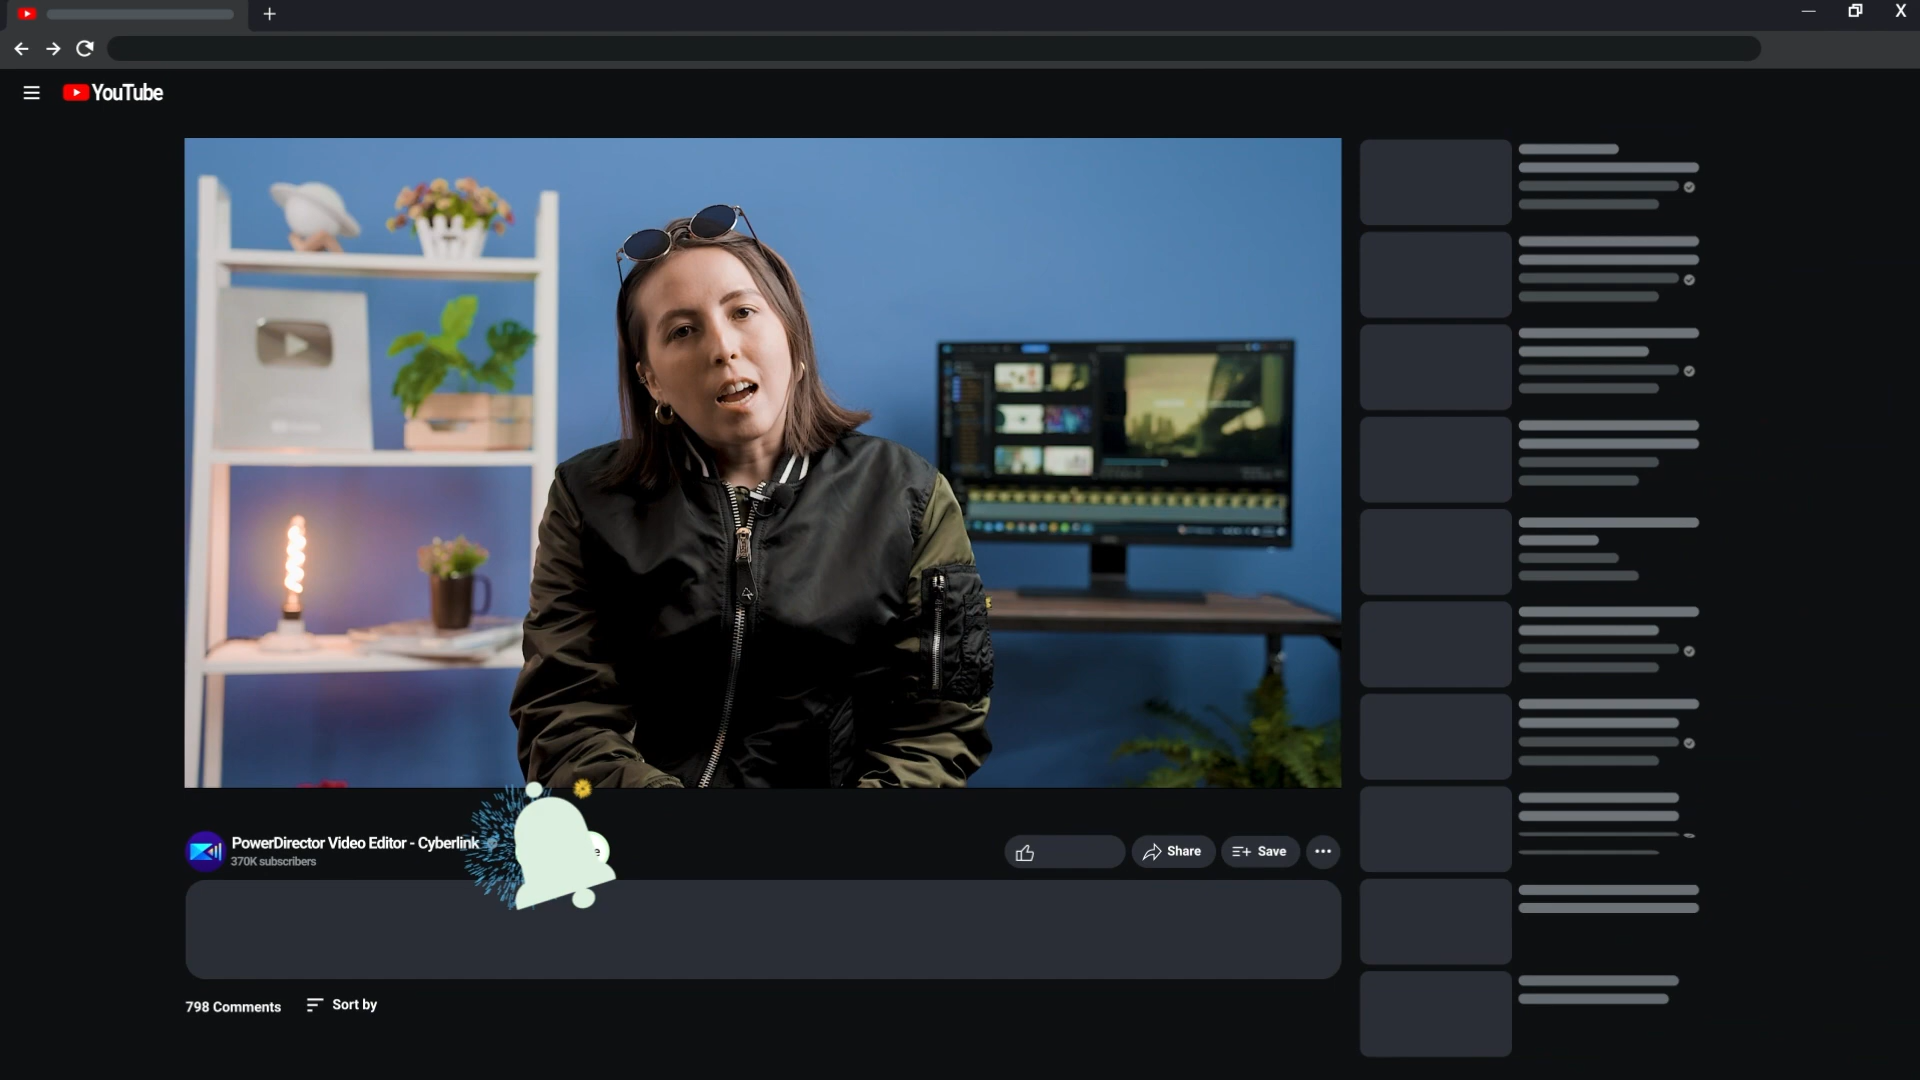 YouTube
PowerDirector Video Editor - Cyberlink
370K subscribers
Share
Save
798 Comments
Sort by